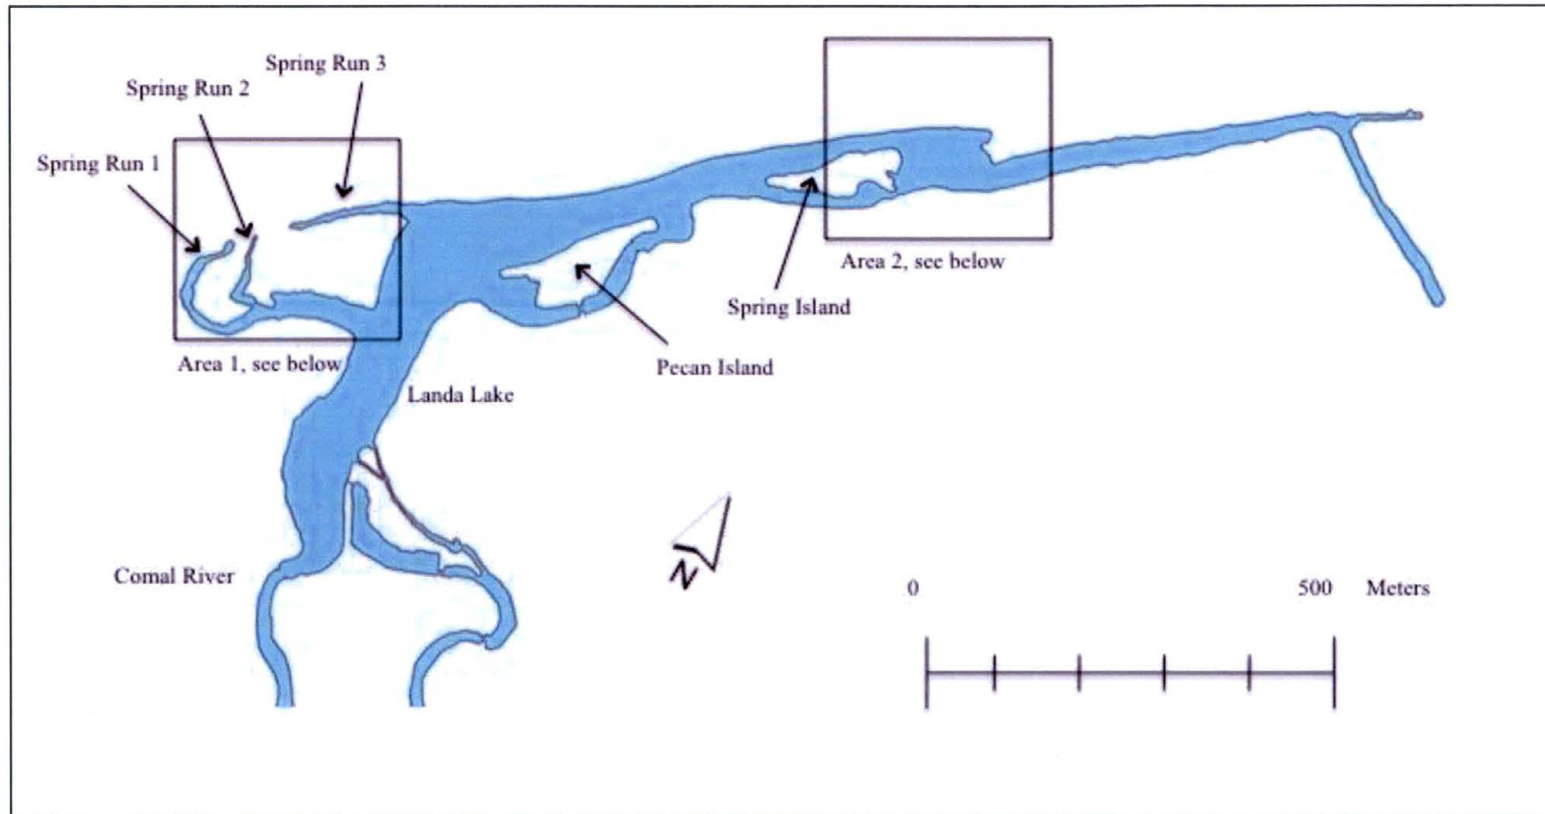 Spring Run 3
Spring Run 2
Spring Run 1
Area 2, see below
Spring Island
Area 1, see below
Pecan Island
Landa Lake
N
Comal River
0 500 Meters